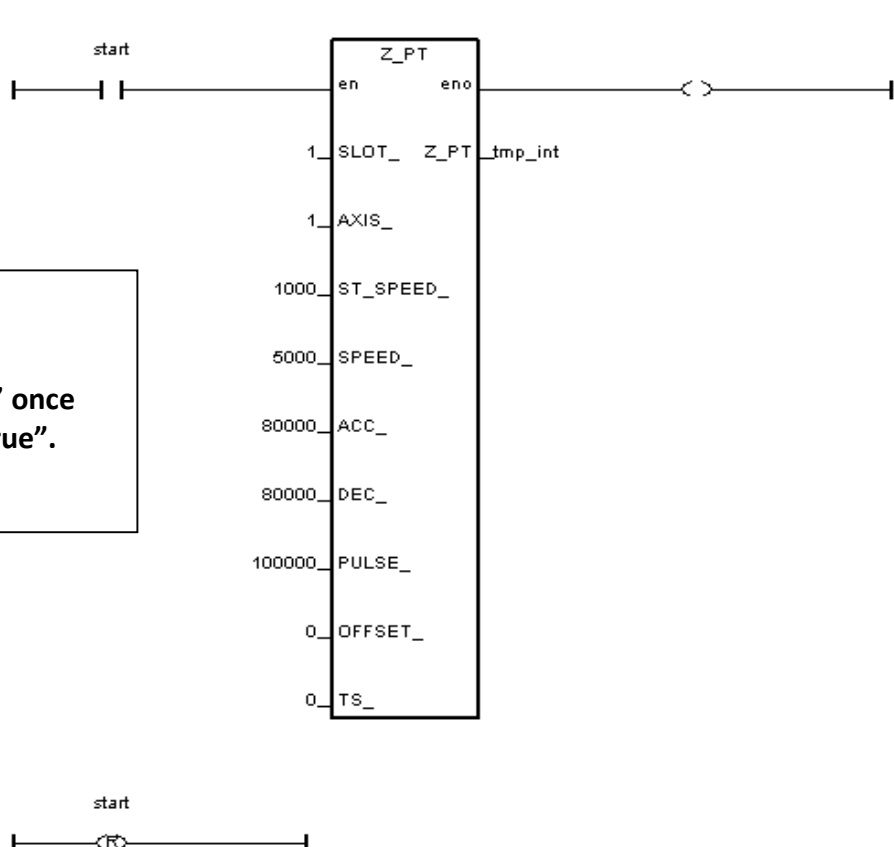 start
Z_PT
en eno
1 SLOT_ Z_PT tmp_int
1 AXIS_
1000 ST_SPEED_
5000 SPEED_
once
80000 ACC_
ue”.
80000 DEC_
100000 PULSE_
0 OFFSET_
0 TS_
start
R